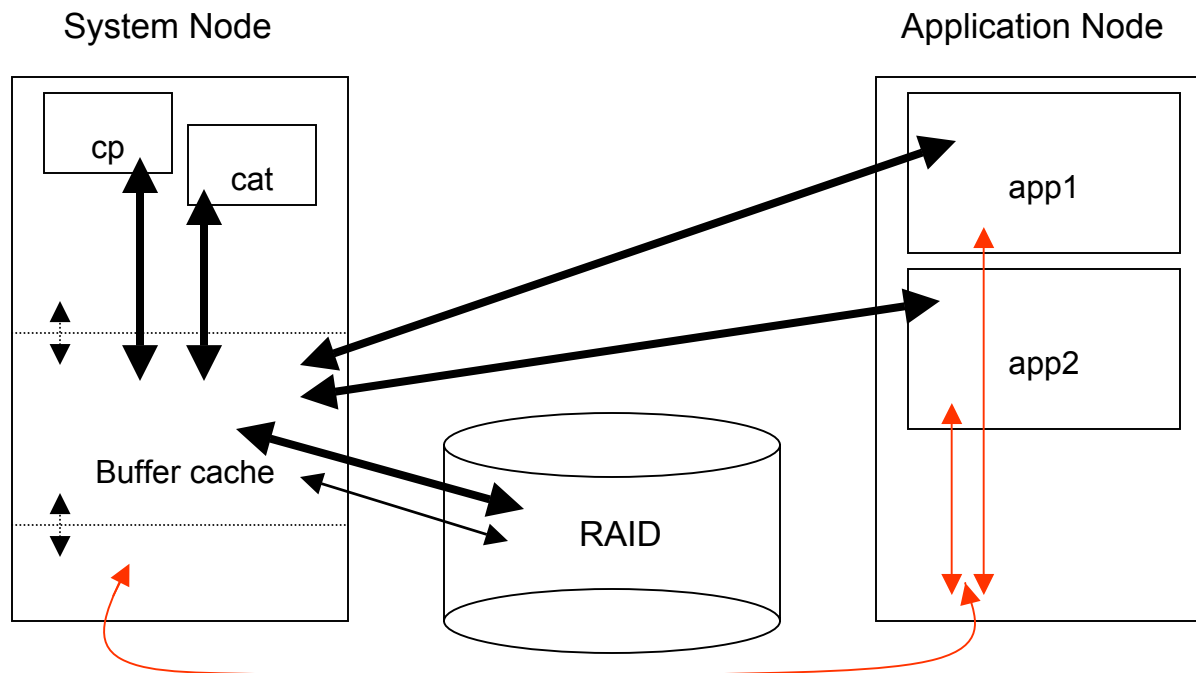 System Node
Application Node
cp
cat
app1
app2
Buffer cache
RAID